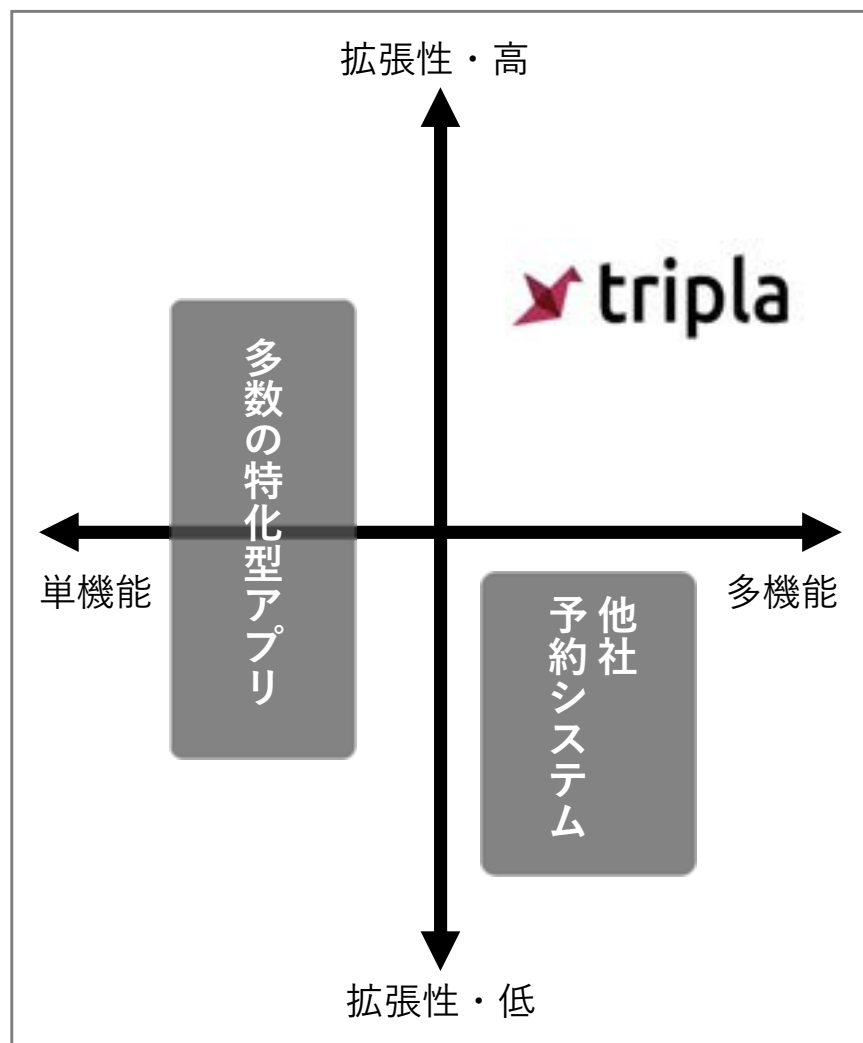 拡張性・高
tripla
多数の特化型アプリ
単機能
多機能
他社
予約システム
拡張性・低